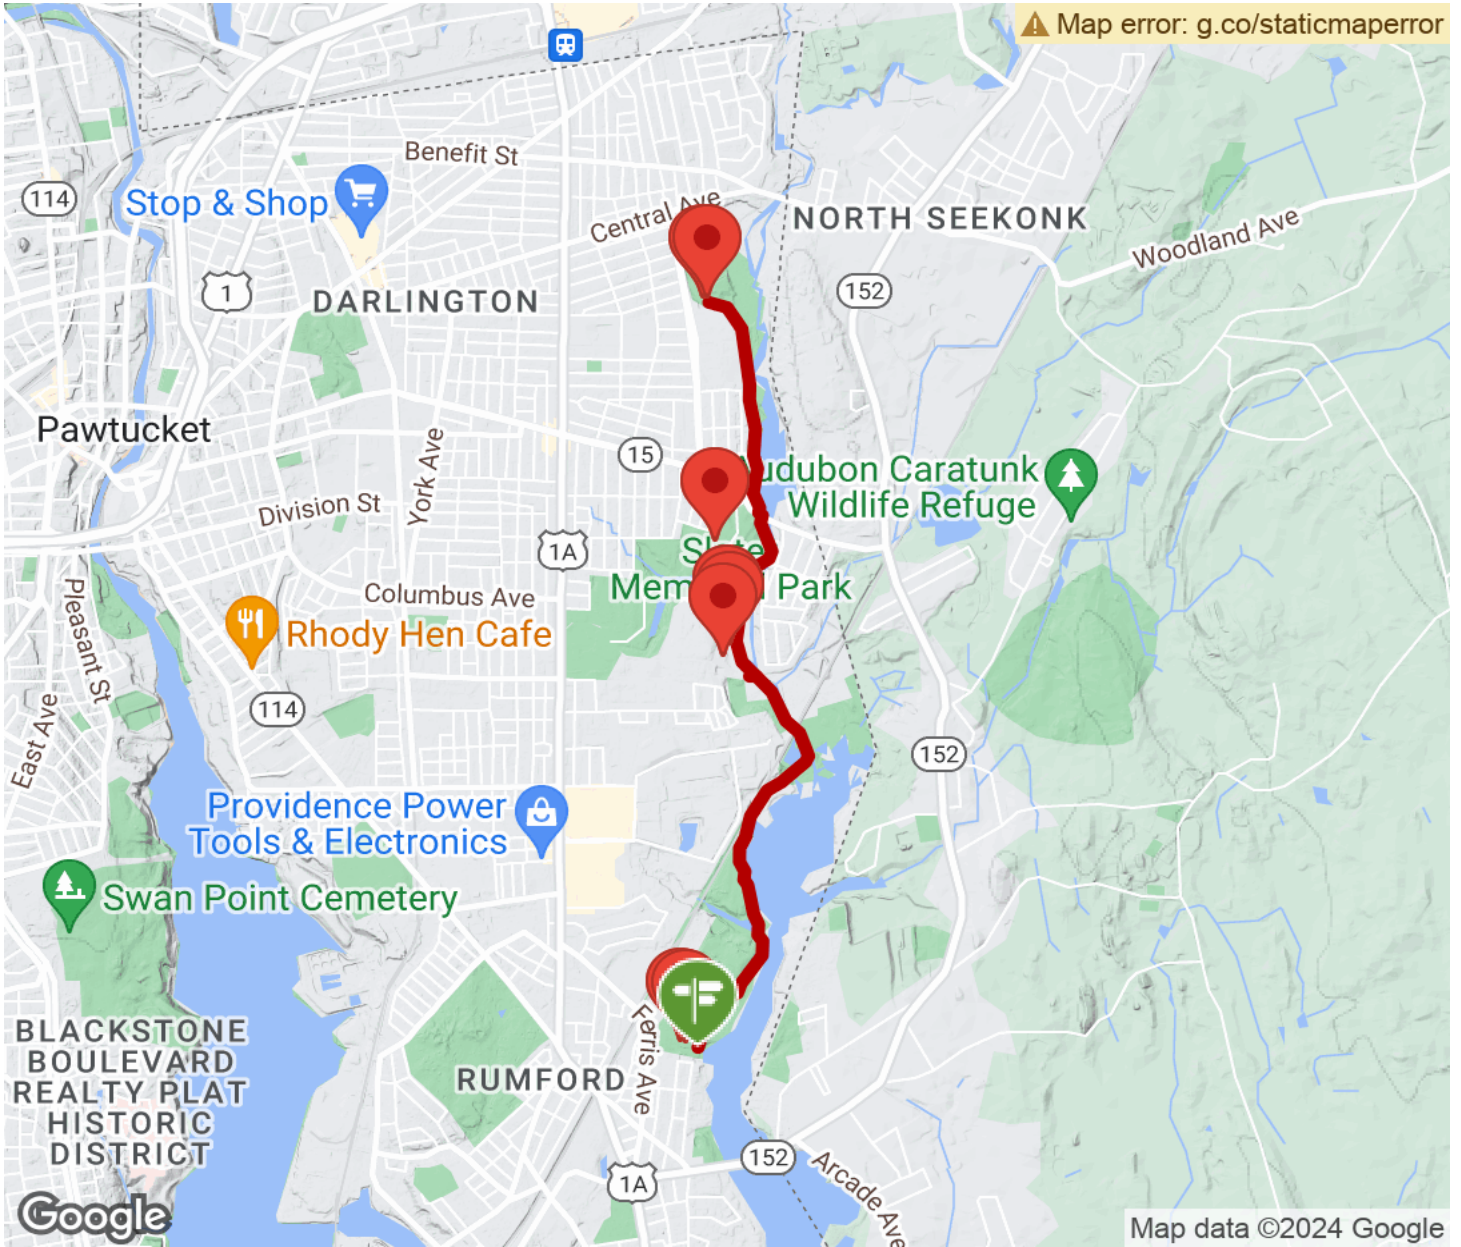 Map error: g.co/staticmaperror
Benefit St
114
Stop & Shop
Central Ave
NORTH SEEKONK
Woodland Ave
1
152
DARLINGTON
Pawtucket
15
York Ave
Audubon Caratunk
Wildlife Refuge
Division St
1A
Memorial Park
Columbus Ave
Pleasant St
Rhody Hen Cafe
114
East Ave
152
Providence Power
Tools & Electronics
Swan Point Cemetery
BLACKSTONE
BOULEVARD
REALTY PLAT
HISTORIC
DISTRICT
Ferris Ave
RUMFORD
152
1A
Arcade Ave
Google
Map data ©2024 Google